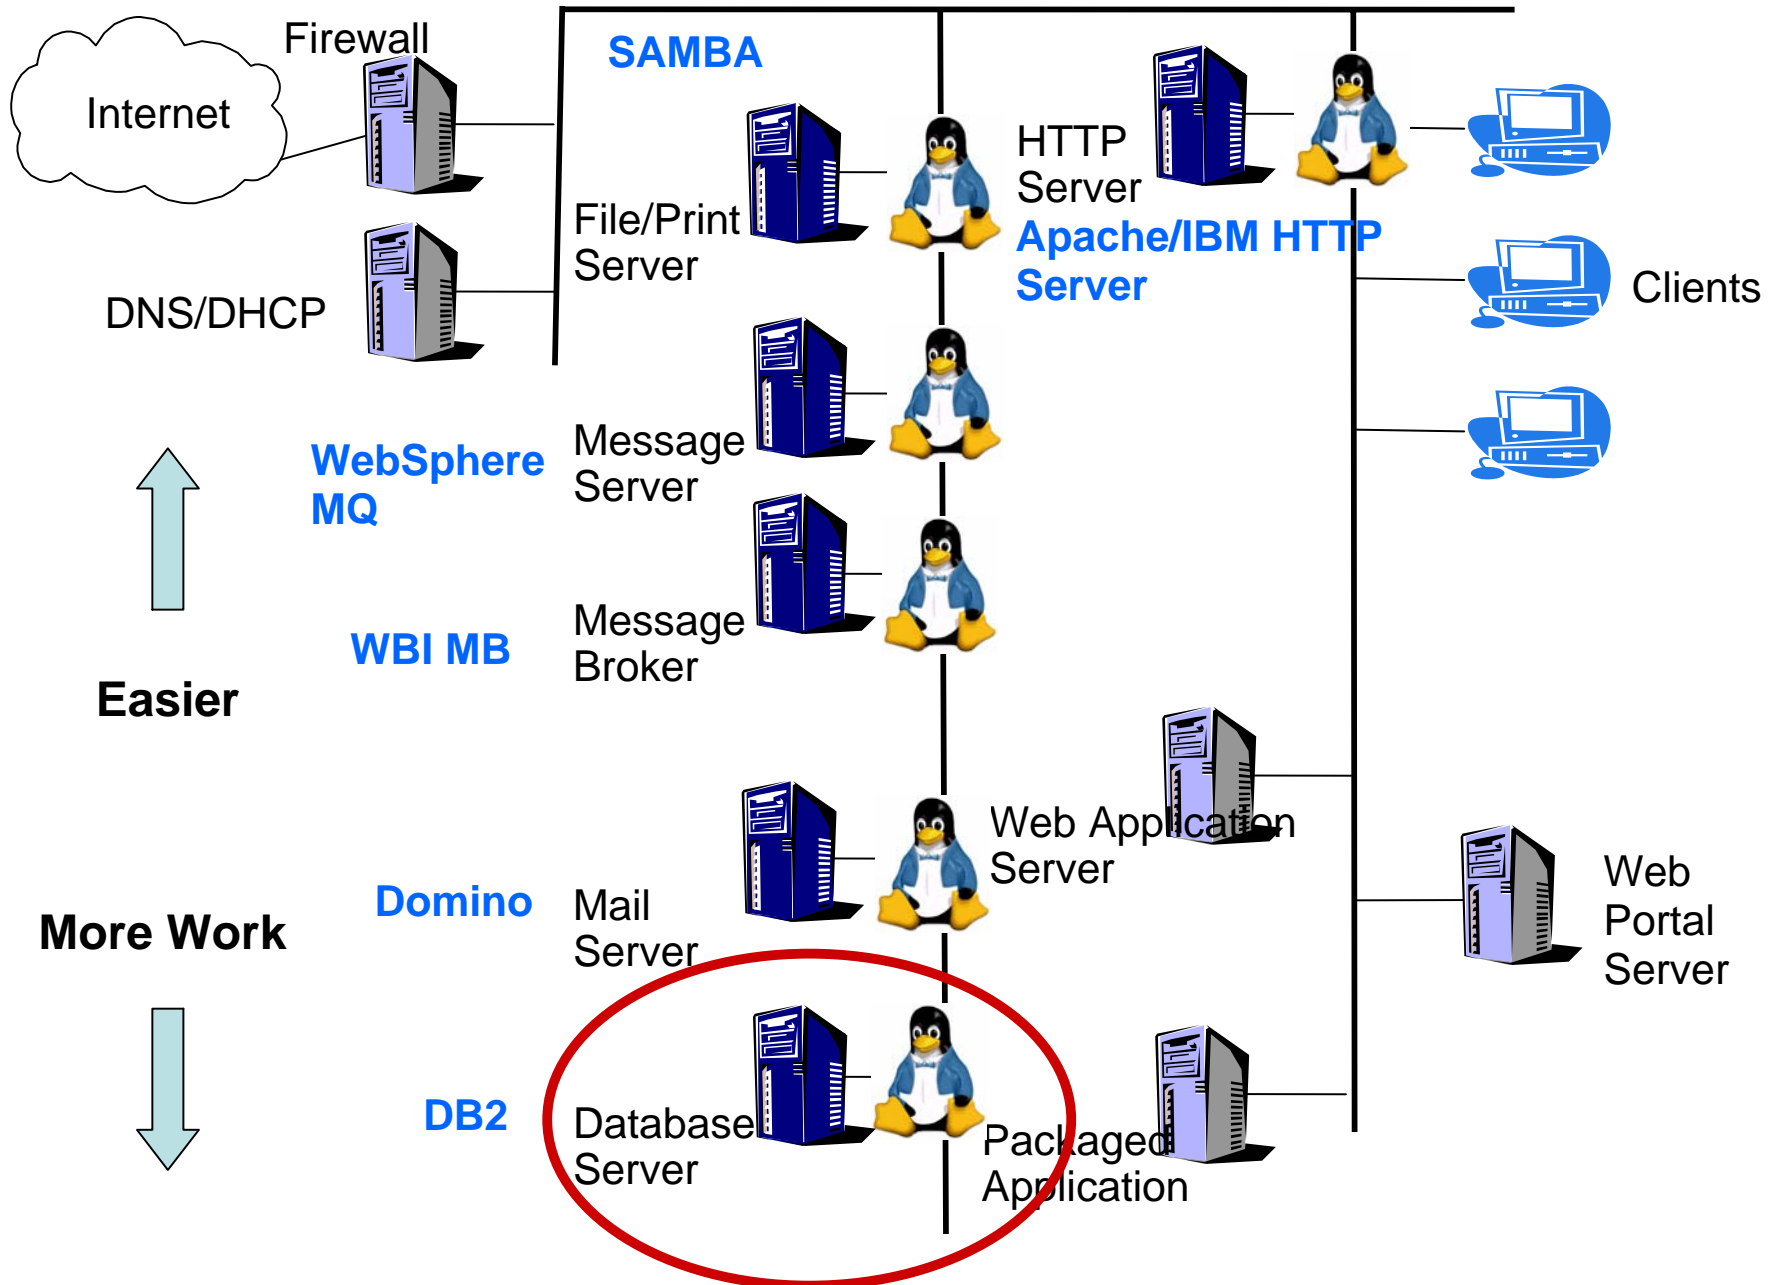 Firewall
Internet
DNS/DHCP
SAMBA
File/Print
Server
HTTP
Server
Apache/IBM HTTP
Server
Clients
WebSphere
MQ
Message
Server
WBI MB
Message
Broker
Easier
More Work
Domino
Mail
Server
Web Application
Server
Web
Portal
Server
DB2
Database
Server
Packaged
Application